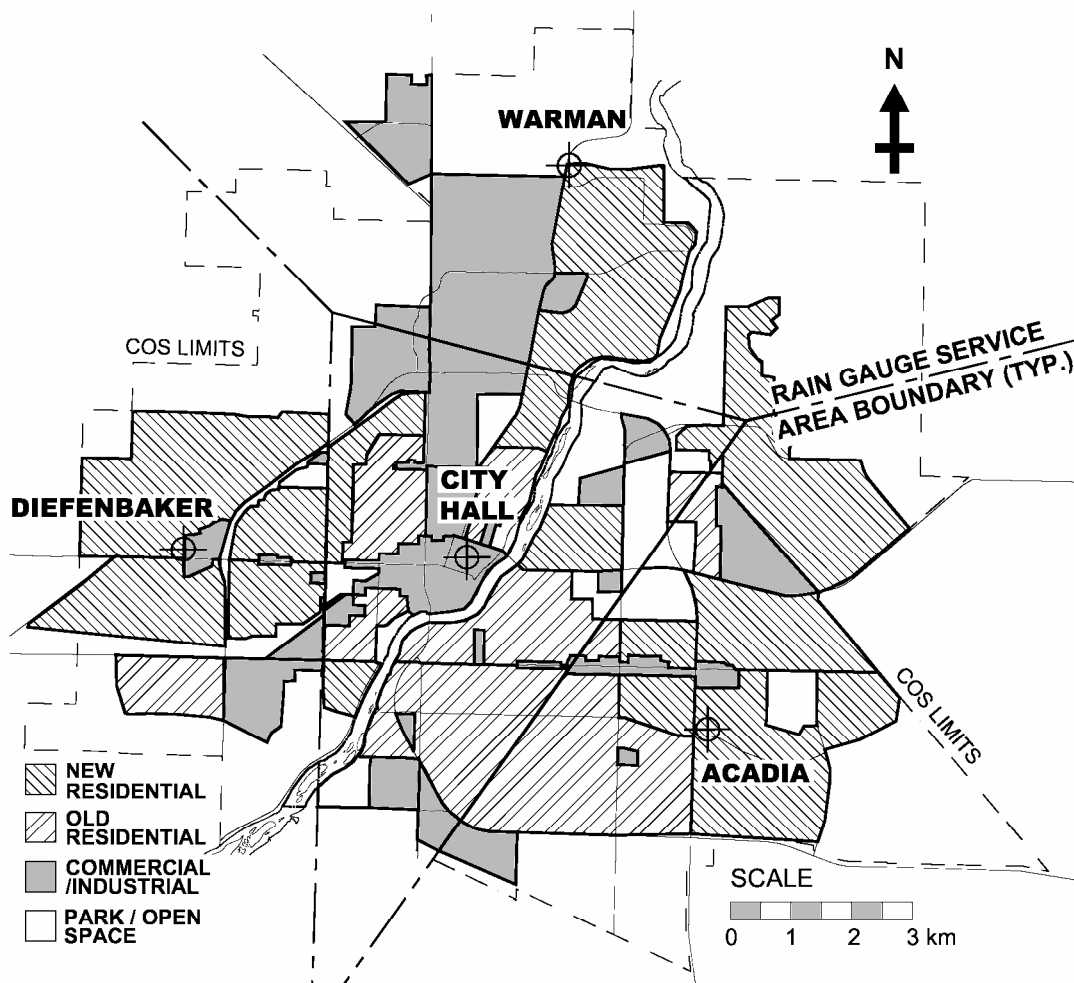 N
WARMAN
COS LIMITS
RAIN GAUGE SERVICE
AREA BOUNDARY (TYP.)
CITY
HALL
DIEFENBAKER
COS LIMITS
ACADIA
NEW
RESIDENTIAL
OLD
RESIDENTIAL
COMMERCIAL
/INDUSTRIAL
PARK / OPEN
SPACE
SCALE
0 1 2 3 km